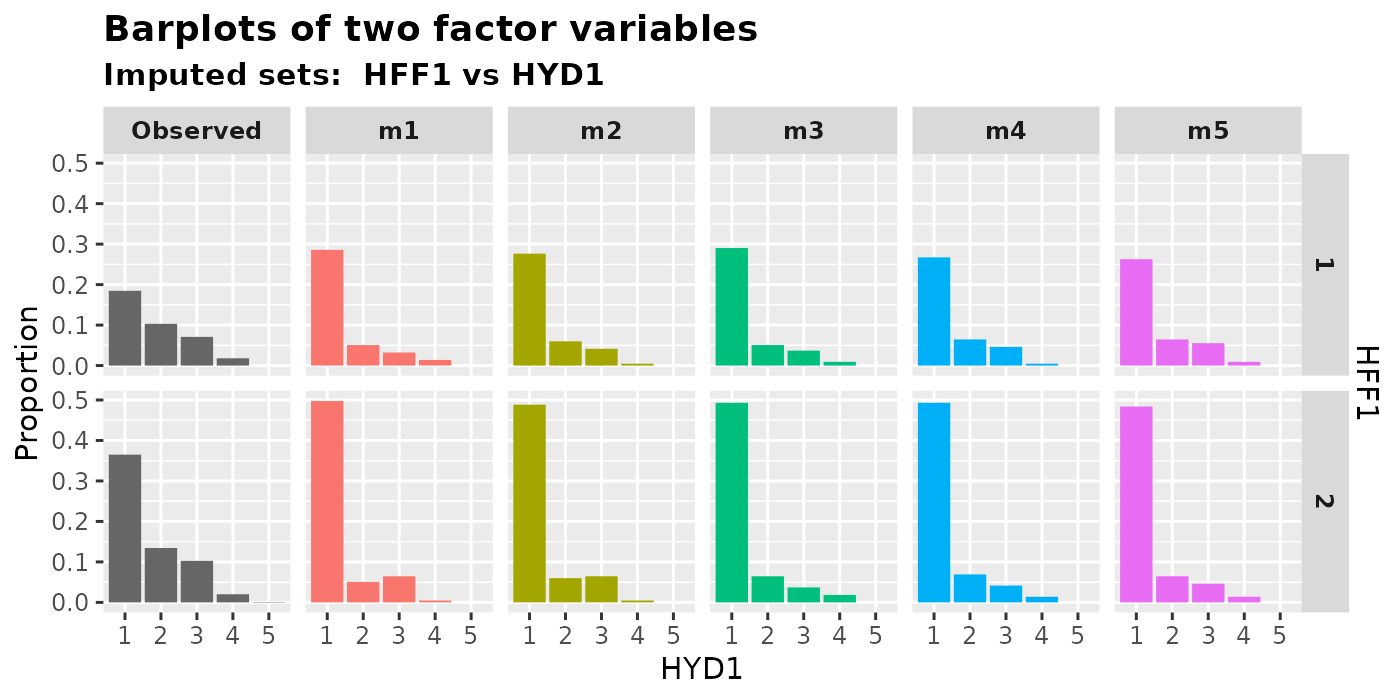 Barplots of two factor variables
Imputed sets:  HFF1 vs HYD1
Observed m1 m2 m3 m4 m5
0.5
0.4
0.3
0.2
0.1
0.0
1
Proportion
HFF1
0.5
0.4
0.3
0.2
0.1
0.0
2
1 2 3 4 5 1 2 3 4 5 1 2 3 4 5 1 2 3 4 5 1 2 3 4 5 1 2 3 4 5
HYD1